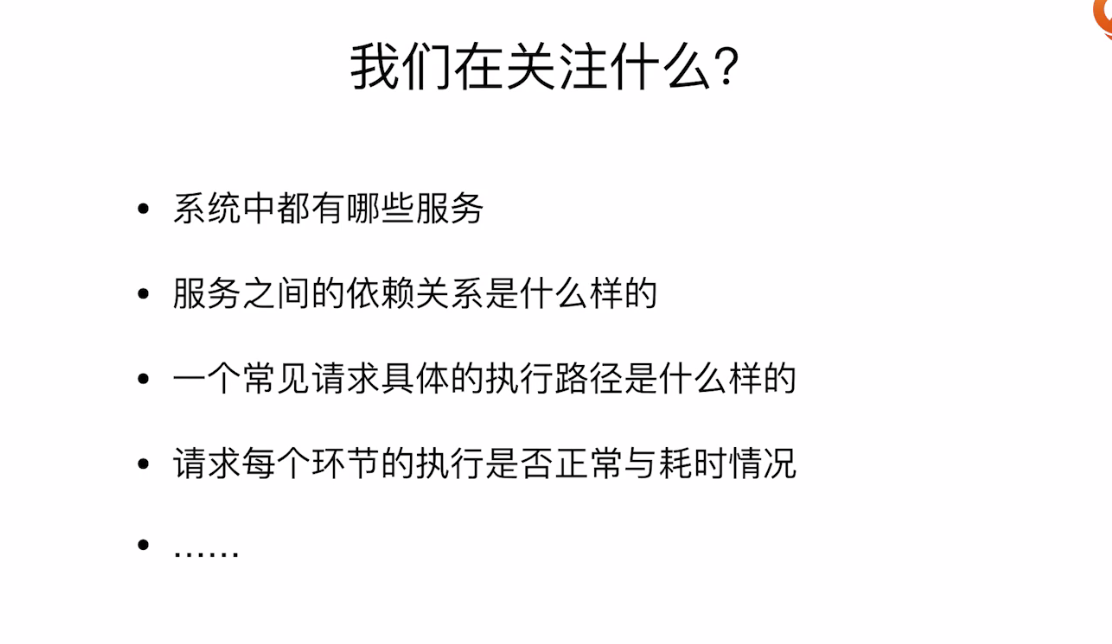 我们在关注什么?
• 系统中都有哪些服务
• 服务之间的依赖关系是什么样的
• 一个常见请求具体的执行路径是什么样的
• 请求每个环节的执行是否正常与耗时情况
• ……